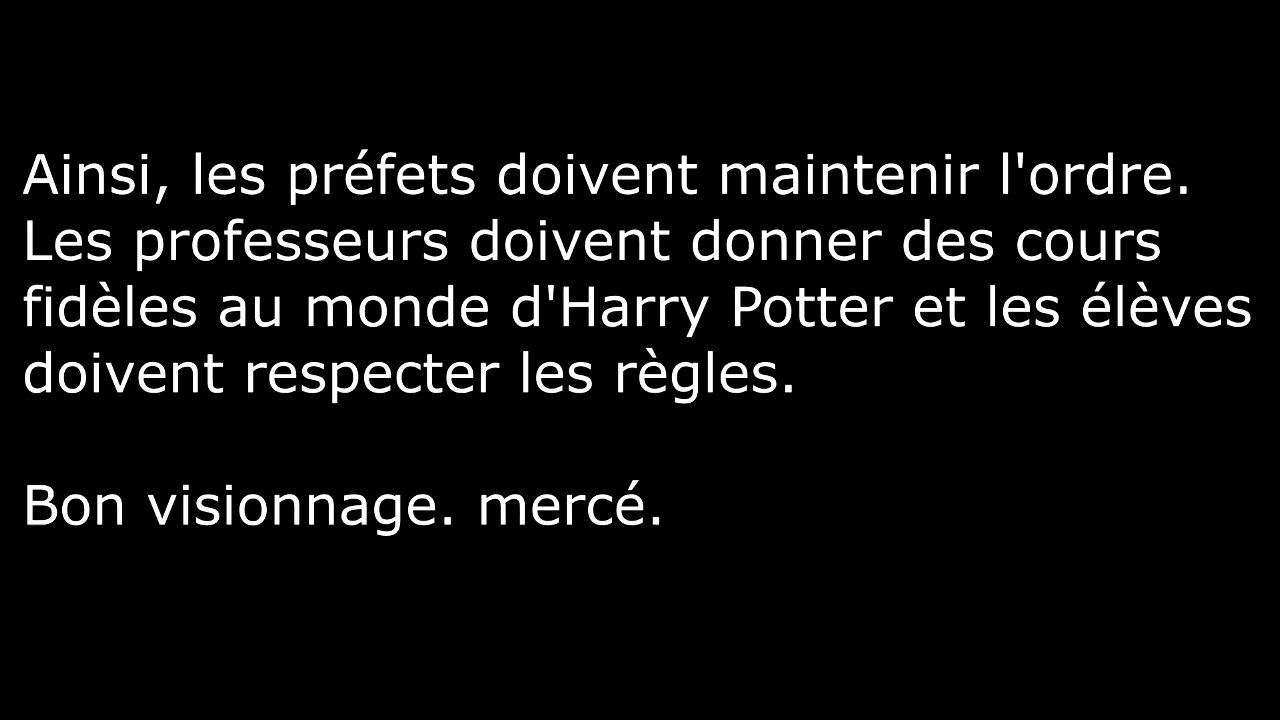 Ainsi, les préfets doivent maintenir l'ordre.
Les professeurs doivent donner des cours
fidèles au monde d'Harry Potter et les élèves
doivent respecter les règles.
Bon visionnage. mercé.